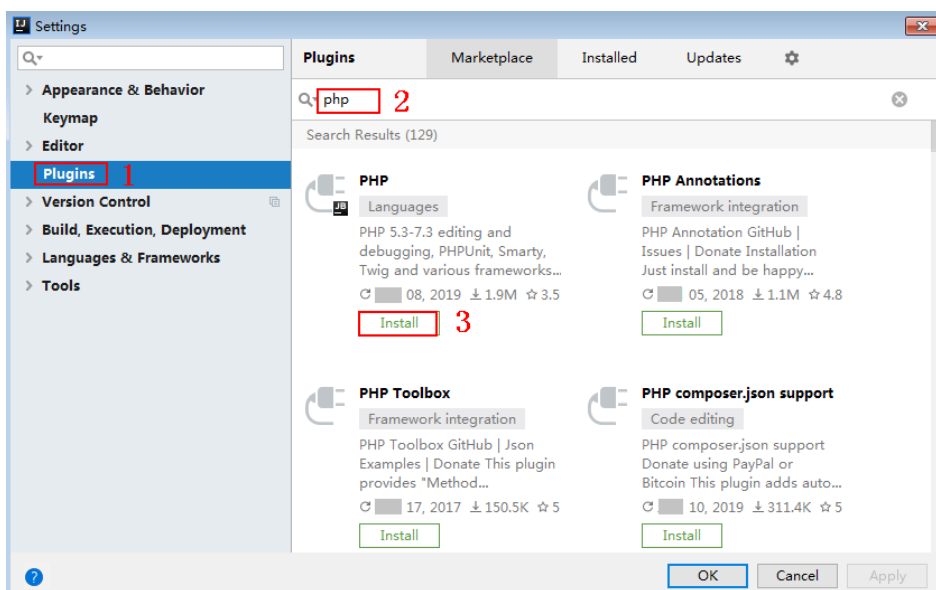 IJ Settings
Plugins
Marketplace
Installed
Updates
Appearance & Behavior
Keymap
Editor
Plugins 1
Version Control
Build, Execution, Deployment
Languages & Frameworks
Tools
php 2
Search Results (129)
PHP
JB
Languages
PHP 5.3-7.3 editing and
debugging, PHPUnit, Smarty,
Twig and various frameworks...
08, 2019 1.9M 3.5
Install 3
PHP Annotations
Framework integration
PHP Annotation GitHub |
Issues | Donate Installation
Just install and be happy...
05, 2018 1.1M 4.8
Install
PHP Toolbox
Framework integration
PHP Toolbox GitHub | Json
Examples | Donate This plugin
provides "Method...
17, 2017 150.5K 5
Install
PHP composer.json support
Code editing
PHP composer.json support
Donate using PayPal or
Bitcoin This plugin adds auto...
10, 2019 311.4K 5
Install
?
OK
Cancel
Apply